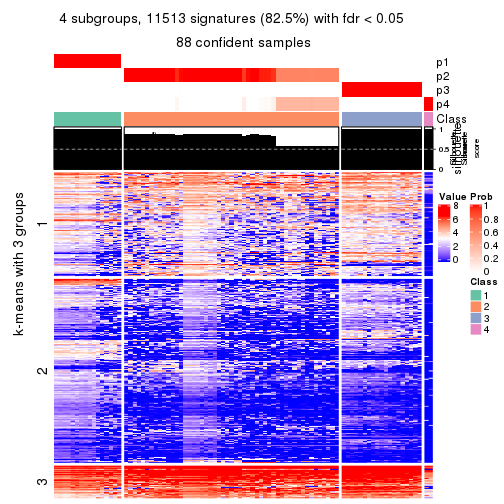 4 subgroups, 11513 signatures (82.5%) with fdr < 0.05
88 confident samples
p1
p2
p3
p4
Class
1
0.5
0
silhouette
score
k-means with 3 groups
1
2
3
Value
8
6
4
2
0
Prob
1
0.8
0.6
0.4
0.2
0
Class
1
2
3
4